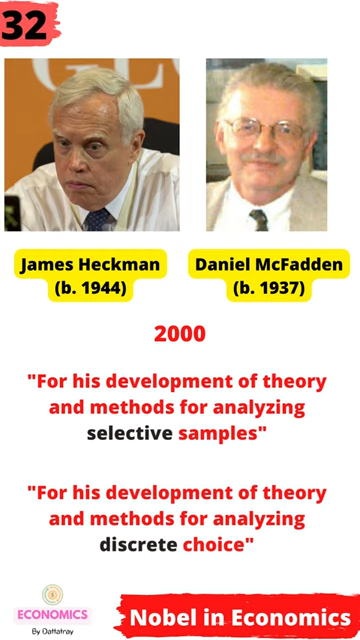 32
James Heckman
(b. 1944)
Daniel McFadden
(b. 1937)
2000
"For his development of theory
and methods for analyzing
selective samples"
"For his development of theory
and methods for analyzing
discrete choice"
ECONOMICS
By Dattatray
Nobel in Economics